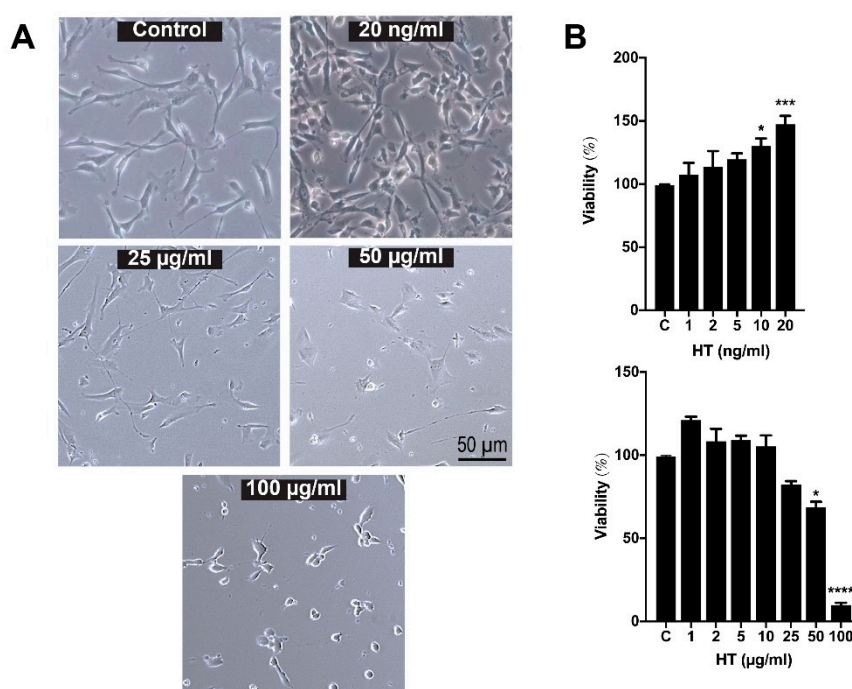 A
Control
20 ng/ml
25 µg/ml
50 µg/ml
50 µm
100 µg/ml
B
Viability (%)
200
150
100
50
0
*
***
C 1 2 5 10 20
HT (ng/ml)
Viability (%)
150
100
50
0
*
****
C 1 2 5 10 25 50 100
HT (µg/ml)